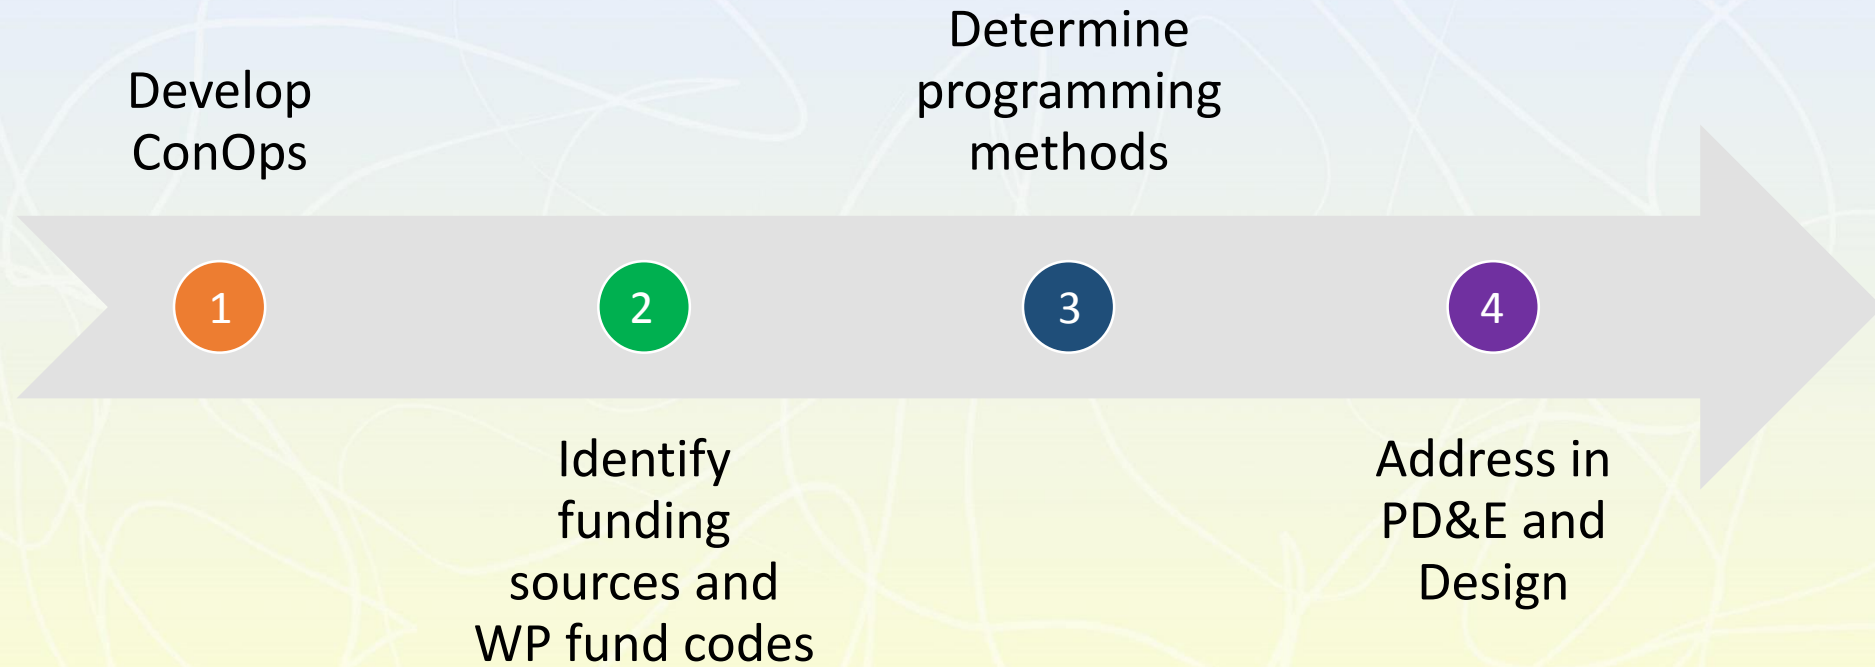 Develop
ConOps
1
Identify
funding
sources and
WP fund codes
2
Determine
programming
methods
3
Address in
PD&E and
Design
4